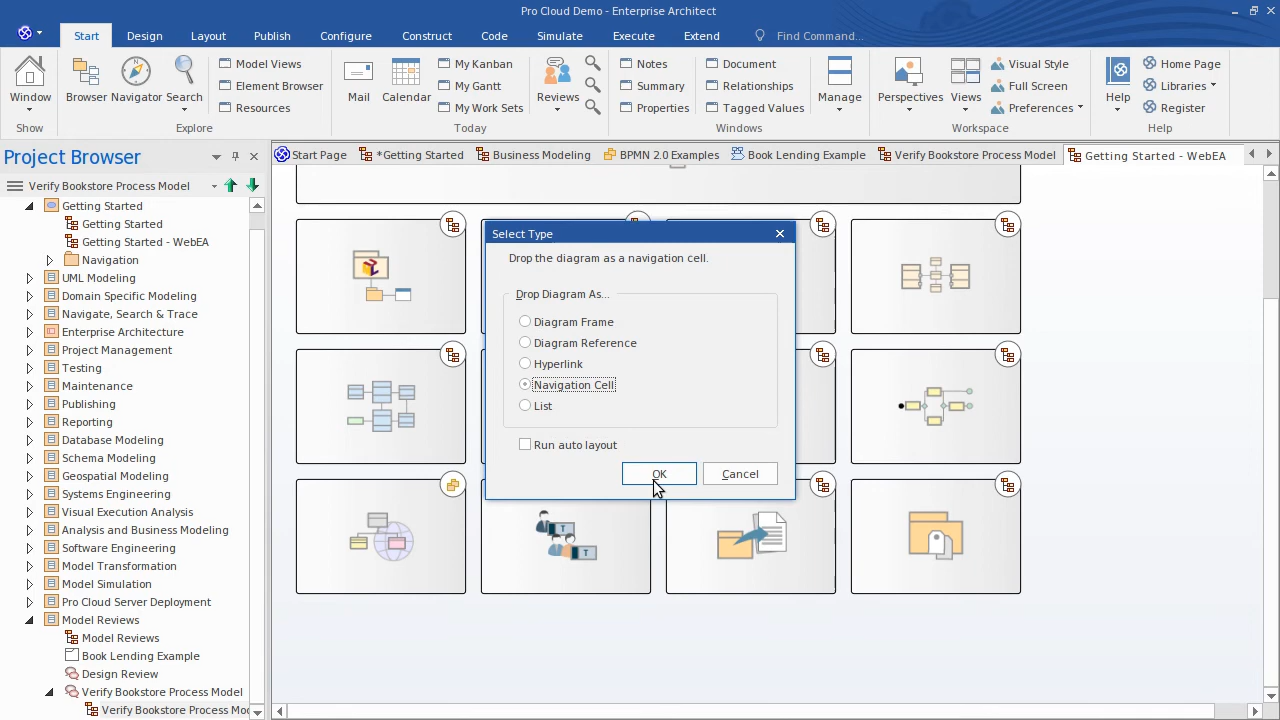 Pro Cloud Demo - Enterprise Architect
Start Design Layout Publish Configure Construct Code Simulate Execute Extend Find Command...
Window Browser Navigator Search Model Views Element Browser Resources Mail Calendar My Kanban My Gantt My Work Sets Reviews Notes Summary Properties Document Relationships Tagged Values Manage Perspectives Views Visual Style Full Screen Preferences Help Home Page Libraries Register
Show Explore Today Windows Workspace Help
Project Browser
Start Page *Getting Started Business Modeling BPMN 2.0 Examples Book Lending Example Verify Bookstore Process Model Getting Started - WebEA
Verify Bookstore Process Model
Getting Started
Getting Started
Getting Started - WebEA
Navigation
UML Modeling
Domain Specific Modeling
Navigate, Search & Trace
Enterprise Architecture
Project Management
Testing
Maintenance
Publishing
Reporting
Database Modeling
Schema Modeling
Geospatial Modeling
Systems Engineering
Visual Execution Analysis
Analysis and Business Modeling
Software Engineering
Model Transformation
Model Simulation
Pro Cloud Server Deployment
Model Reviews
Model Reviews
Book Lending Example
Design Review
Verify Bookstore Process Model
Verify Bookstore Process Moc
Select Type
Drop the diagram as a navigation cell.
Drop Diagram As...
Diagram Frame
Diagram Reference
Hyperlink
Navigation Cell
List
Run auto layout
OK Cancel
T
T